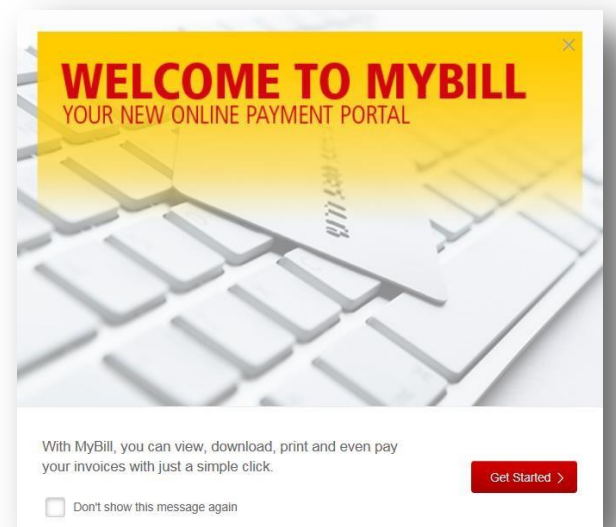 WELCOME TO MYBILL
YOUR NEW ONLINE PAYMENT PORTAL
With MyBill, you can view, download, print and even pay
your invoices with just a simple click.
Get Started >
Don't show this message again